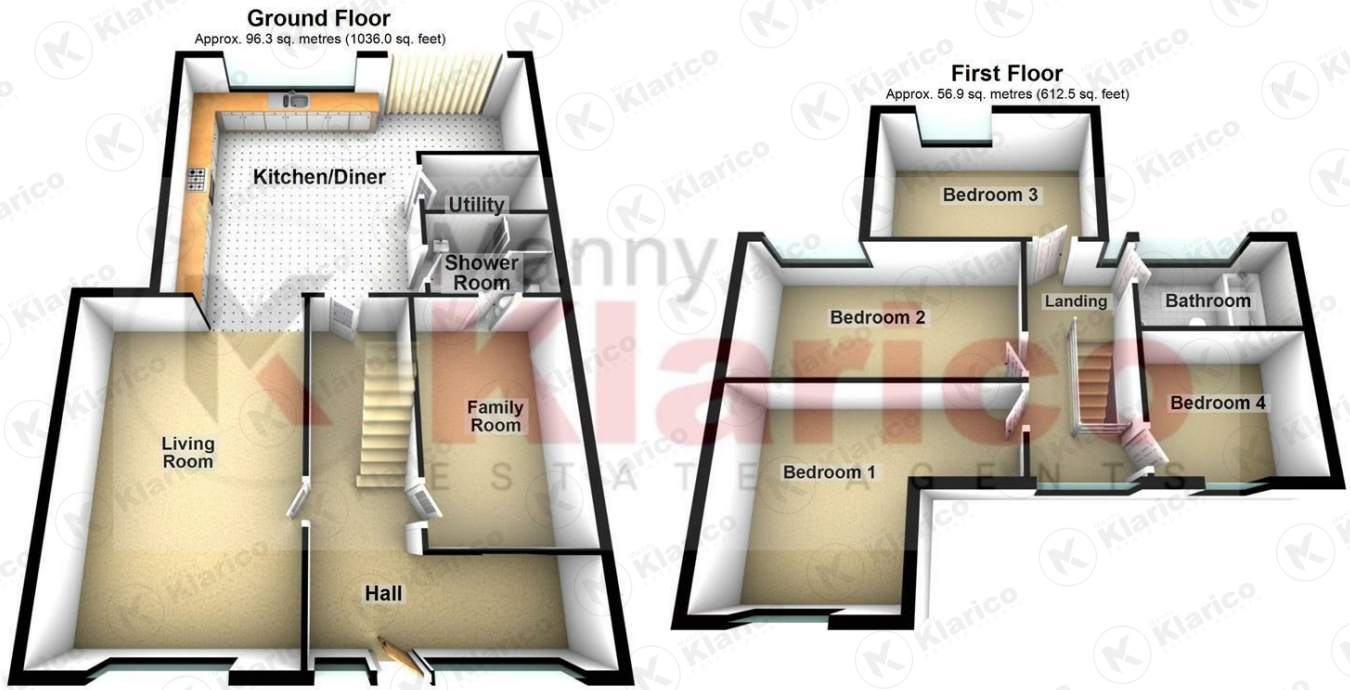 Ground Floor
Approx. 96.3 sq. metres (1036.0 sq. feet)
Kitchen/Diner
Utility
Shower
Room
Living
Room
Family
Room
Hall
First Floor
Approx. 56.9 sq. metres (612.5 sq. feet)
Bedroom 3
Bedroom 2
Landing
Bathroom
Bedroom 1
Bedroom 4
Klarico
ESTATE AGENTS